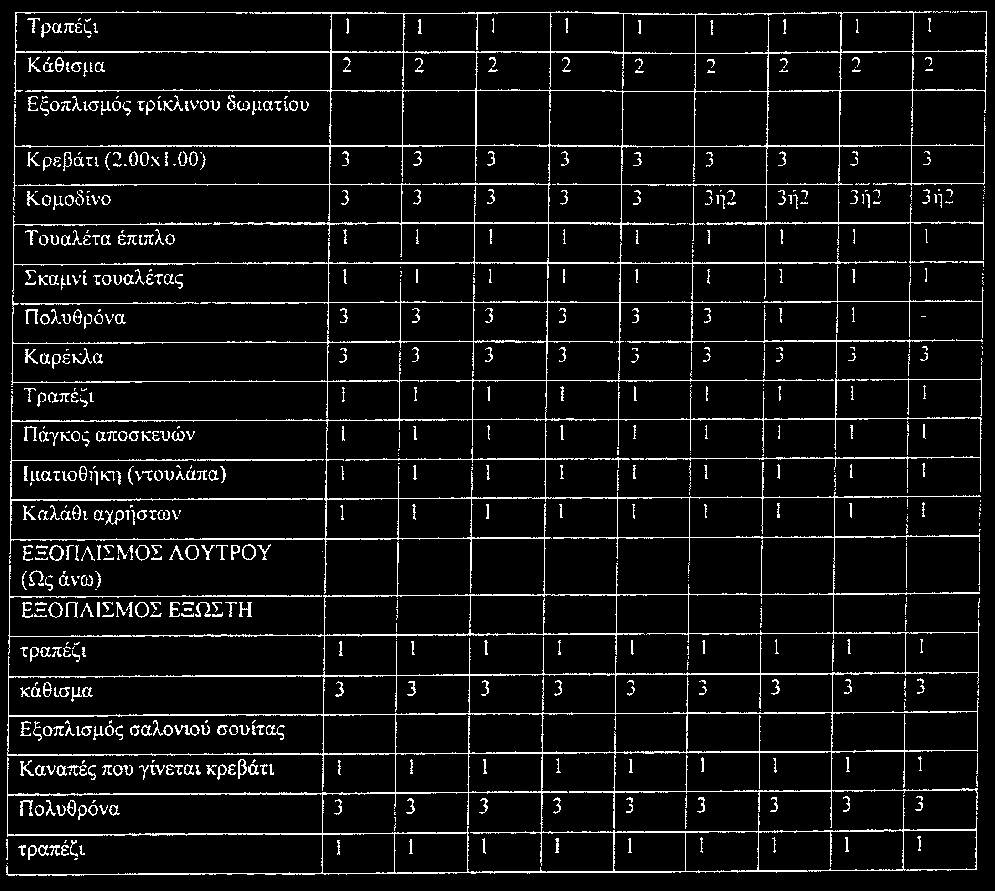 Τραπέζι 1 1 1 1 1 1 1 1 1
Κάθισμα 2 2 2 2 2 2 2 2 2
Εξοπλισμός τρίκλινου δωματίου
Κρεβάτι (2.00x1.00) 3 3 3 3 3 3 3 3 3
Κομοδίνο 3 3 3 3 3 3ή2 3ή2 3ή2 3ή2
Τουαλέτα έπιπλο 1 1 1 1 1 1 1 1 1
Σκαμνί τουαλέτας 1 1 1 1 1 1 1 1 1
Πολυθρόνα 3 3 3 3 3 3 1 1 -
Καρέκλα 3 3 3 3 3 3 3 3 3
Τραπέζι 1 1 1 1 1 1 1 1 1
Πάγκος αποσκευών 1 1 1 1 1 1 1 1 1
Ιματιοθήκη (ντουλάπα) 1 1 1 1 1 1 1 1 1
Καλάθι αχρήστων 1 1 1 1 1 1 1 1 1
ΕΞΟΠΛΙΣΜΟΣ ΛΟΥΤΡΟΥ
(Ως άνω)
ΕΞΟΠΛΙΣΜΟΣ ΕΞΩΣΤΗ
τραπέζι 1 1 1 1 1 1 1 1 1
κάθισμα 3 3 3 3 3 3 3 3 3
Εξοπλισμός σαλονιού σουίτας
Καναπές που γίνεται κρεβάτι 1 1 1 1 1 1 1 1 1
Πολυθρόνα 3 3 3 3 3 3 3 3 3
τραπέζι 1 1 1 1 1 1 1 1 1